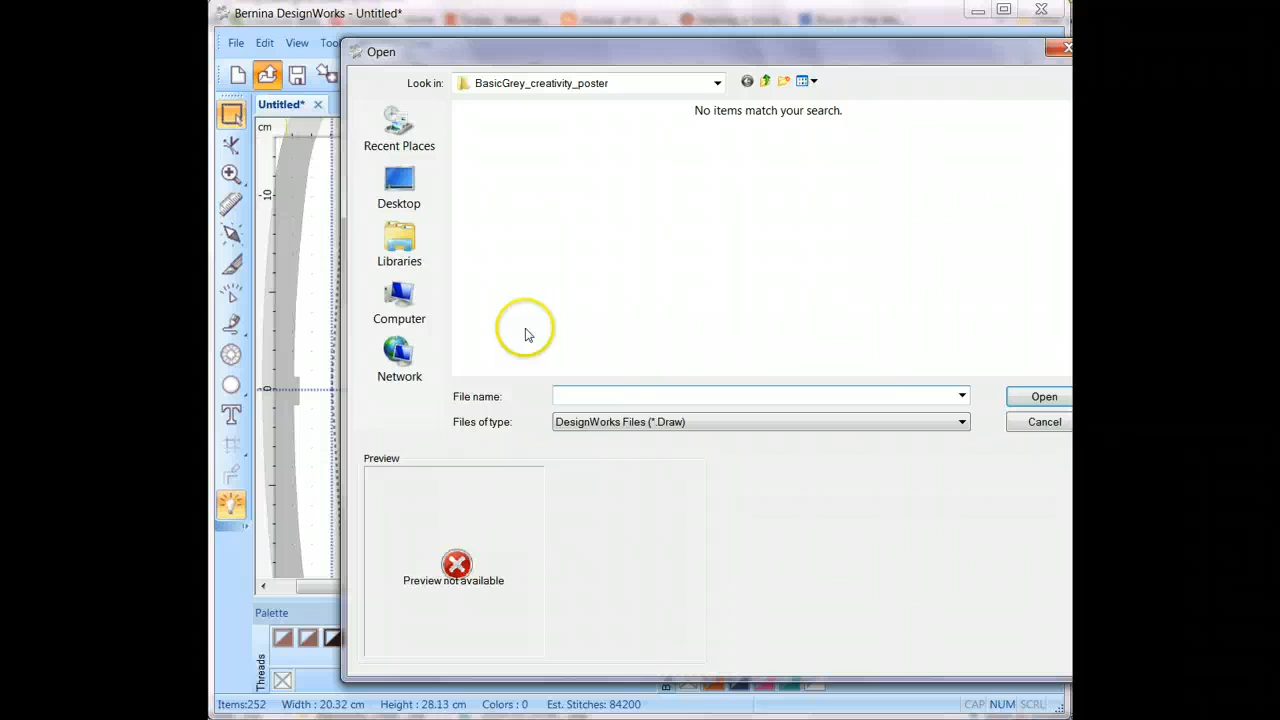 Bernina DesignWorks - Untitled*
File Edit View Too
Open
Look in: BasicGrey_creativity_poster
No items match your search.
Untitled*
cm
10
0
Recent Places
Desktop
Libraries
Computer
Network
File name: Open
Files of type: DesignWorks Files (*.Draw) Cancel
Preview
Preview not available
Palette
Threads
B
Items:252 Width : 20.32 cm Height : 28.13 cm Colors : 0 Est. Stitches: 84200 CAP NUM SCRL